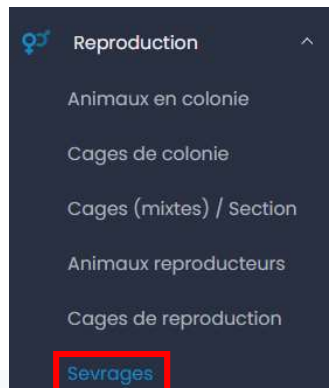 Reproduction
Animaux en colonie
Cages de colonie
Cages (mixtes) / Section
Animaux reproducteurs
Cages de reproduction
Sevrages